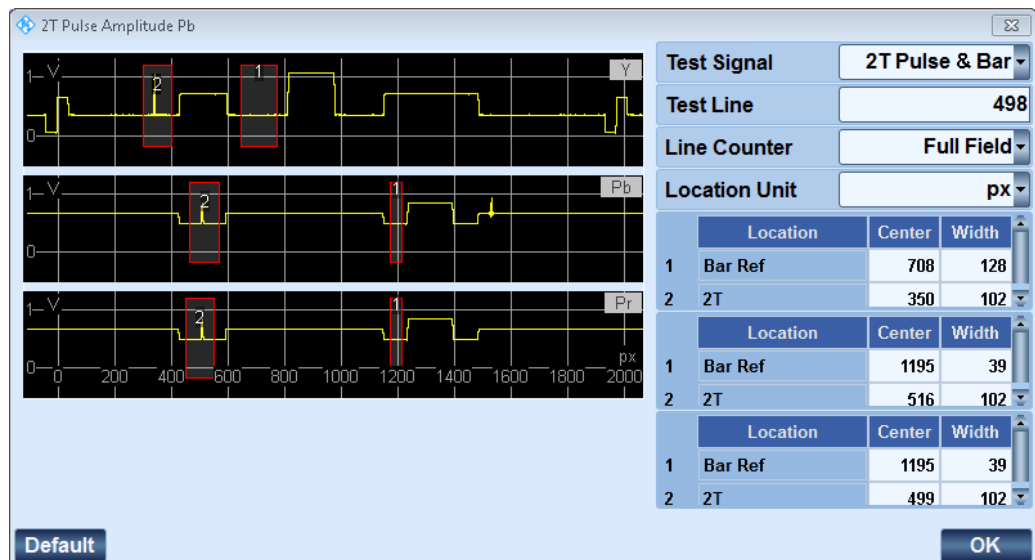 2T Pulse Amplitude Pb
1 V 2 1 Y
0
1 V 2 1 Pb
0
1 V 2 1 Pr
0 px
0 200 400 600 800 1000 1200 1400 1600 1800 2000
Test Signal 2T Pulse & Bar
Test Line 498
Line Counter Full Field
Location Unit px
Location Center Width
1 Bar Ref 708 128
2 2T 350 102
Location Center Width
1 Bar Ref 1195 39
2 2T 516 102
Location Center Width
1 Bar Ref 1195 39
2 2T 499 102
Default OK